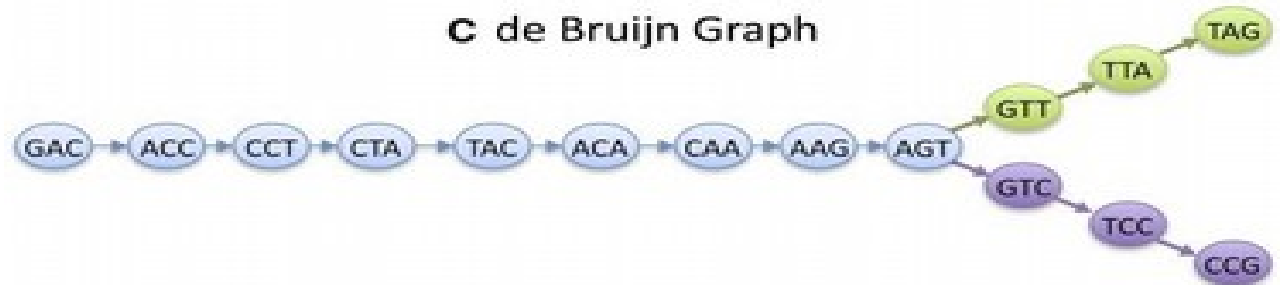 C de Bruijn Graph
TAG
TTA
GTT
GAC ACC CCT CTA TAC ACA CAA AAG AGT
GTC
TCC
CCG